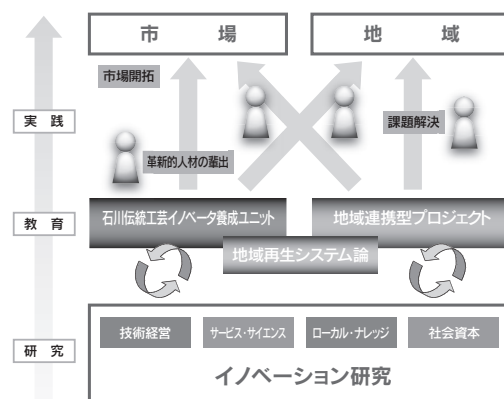 市 場
地 域
市場開拓
実 践
課題解決
革新的人材の輩出
教 育
石川伝統工芸イノベータ養成ユニット
地域連携型プロジェクト
地域再生システム論
技術経営
サービス・サイエンス
ローカル・ナレッジ
社会資本
研 究
イノベーション研究